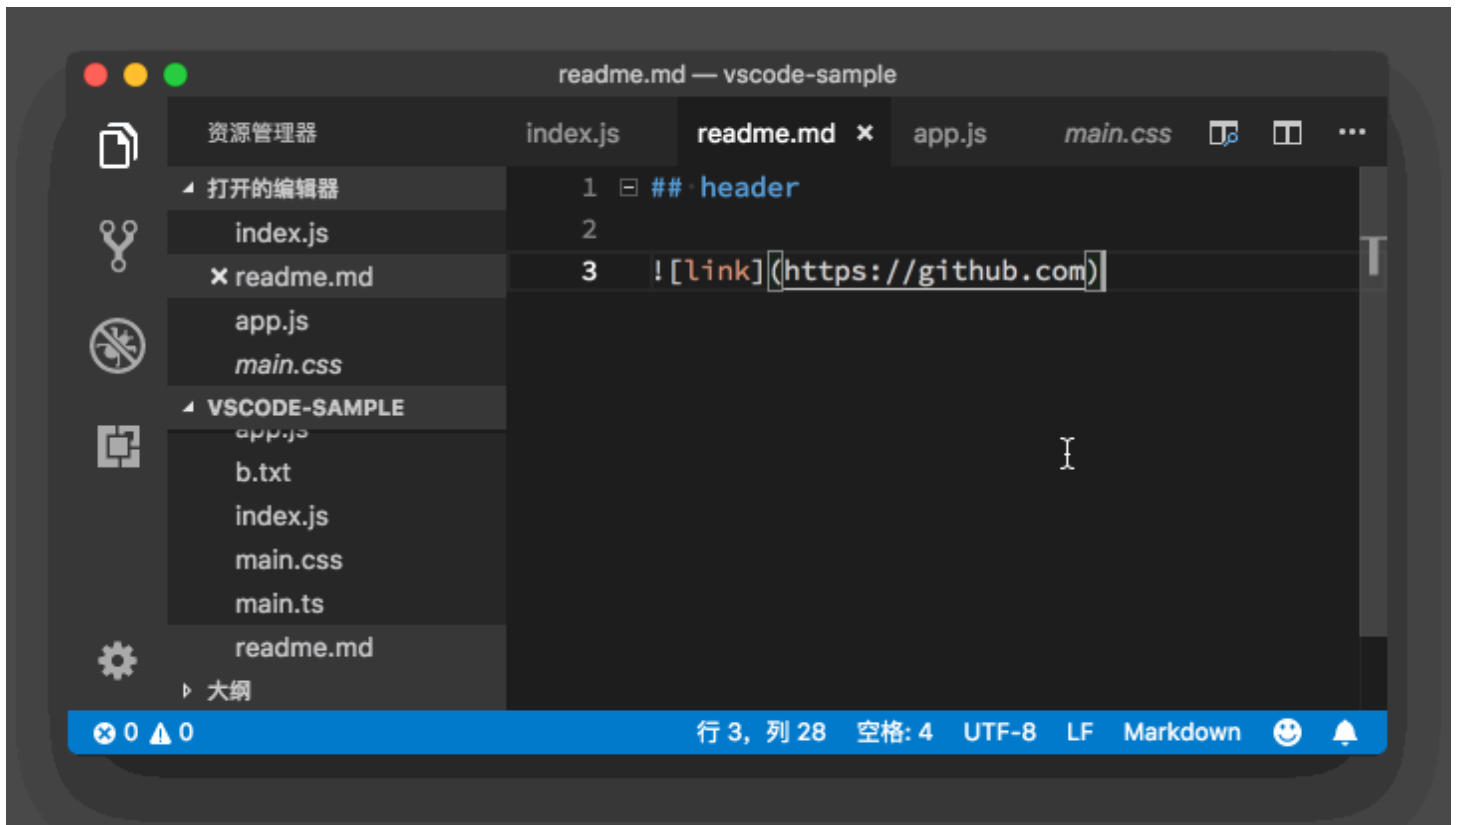 readme.md — vscode-sample
资源管理器
index.js readme.md × app.js main.css ···
打开的编辑器
index.js
× readme.md
app.js
main.css
VSCODE-SAMPLE
app.js
b.txt
index.js
main.css
main.ts
readme.md
大纲
1 ## header
2
3 ![link](https://github.com)
0 0 行 3，列 28 空格: 4 UTF-8 LF Markdown